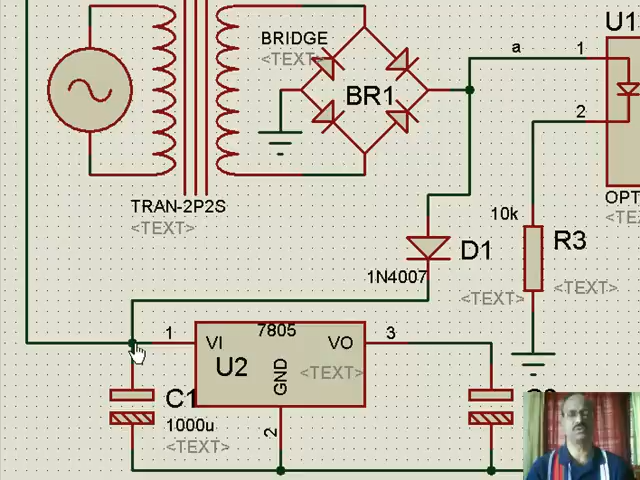 U1
BRIDGE
<TEXT>
a
1
BR1
2
OPT
<TE
TRAN-2P2S
<TEXT>
10k
R3
D1
1N4007
<TEXT>
<TEXT>
1
7805
3
VI
VO
U2
GND
<TEXT>
C1
1000u
<TEXT>
2